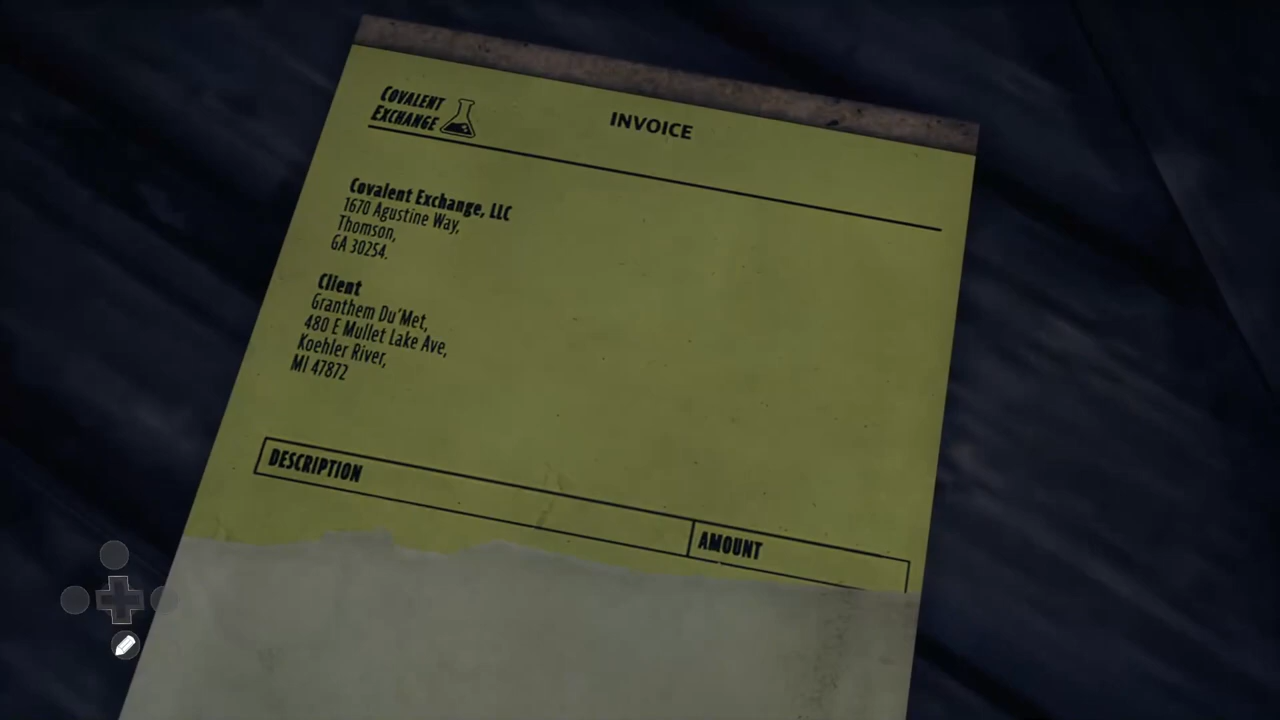 COVALENT
EXCHANGE
INVOICE
Covalent Exchange, LLC
1670 Agustine Way,
Thomson,
GA 30254.
Client
Granthem Du'Met,
480 E Mullet Lake Ave,
Koehler River,
MI 47872
DESCRIPTION
AMOUNT